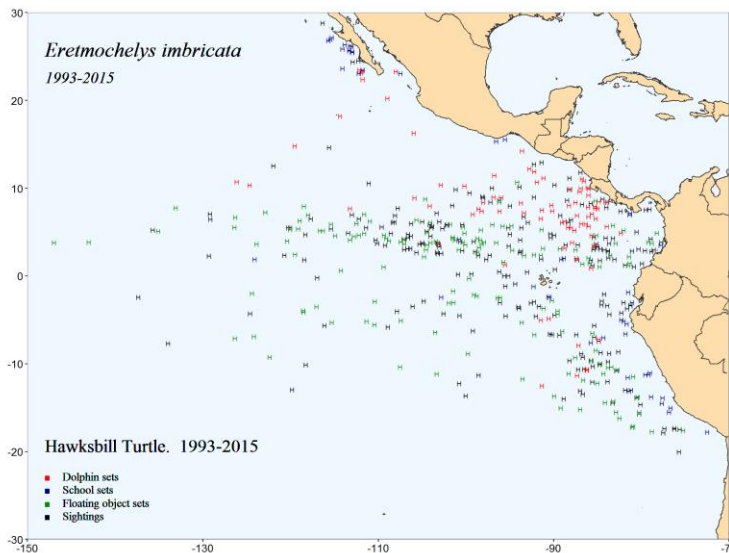 Eretmochelys imbricata
1993-2015
30
20
10
0
-10
-20
-30
Hawksbill Turtle. 1993-2015
Dolphin sets
School sets
Floating object sets
Sightings
-150
-130
-110
-90
-7